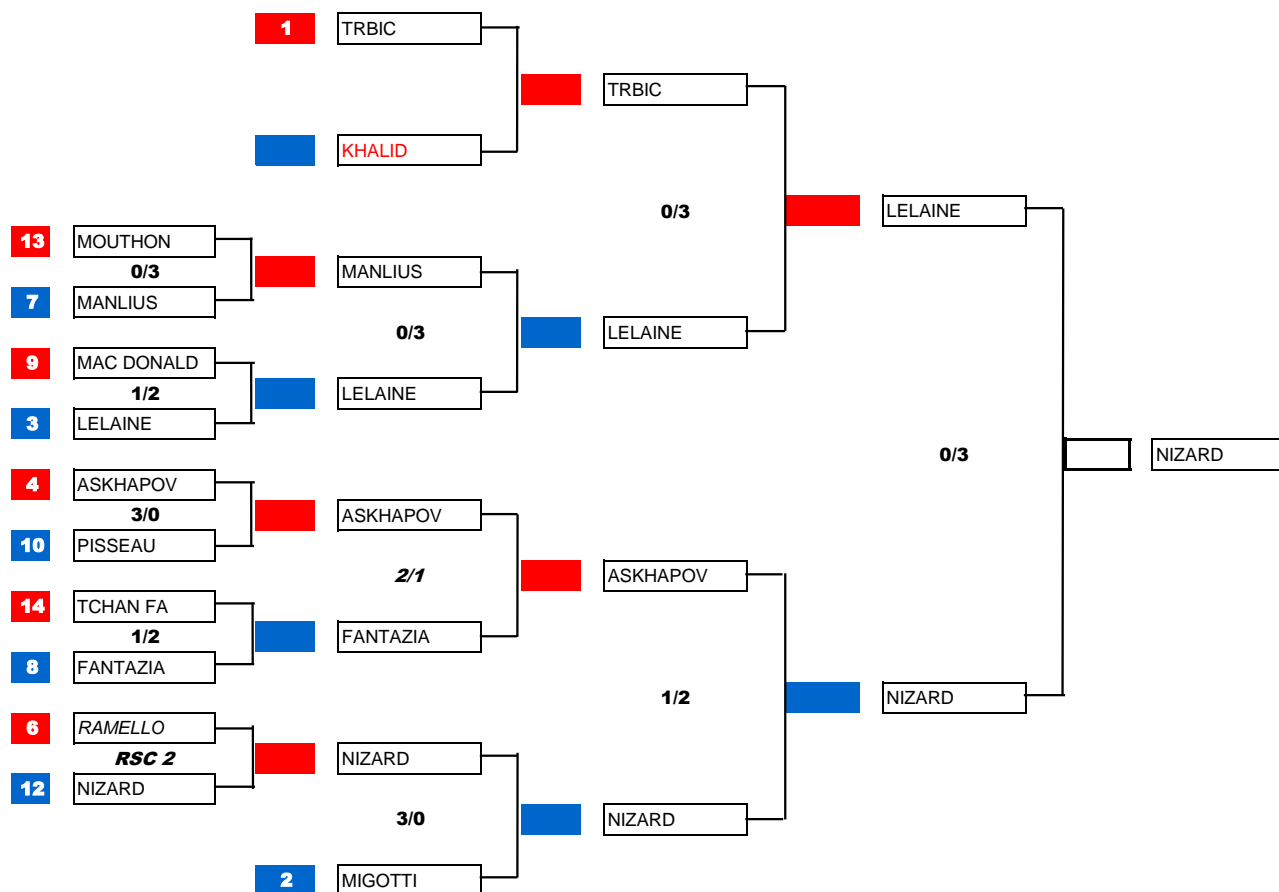 1 TRBIC
TRBIC
KHALID
0/3 LELAINE
13 MOUTHON
0/3 MANLIUS
7 MANLIUS
0/3 LELAINE
9 MAC DONALD
1/2 LELAINE
3 LELAINE
0/3 NIZARD
4 ASKHAPOV
3/0 ASKHAPOV
10 PISSEAU
2/1 ASKHAPOV
14 TCHAN FA
1/2 FANTAZIA
8 FANTAZIA
1/2 NIZARD
6 RAMELLO
RSC 2 NIZARD
12 NIZARD
3/0 NIZARD
2 MIGOTTI